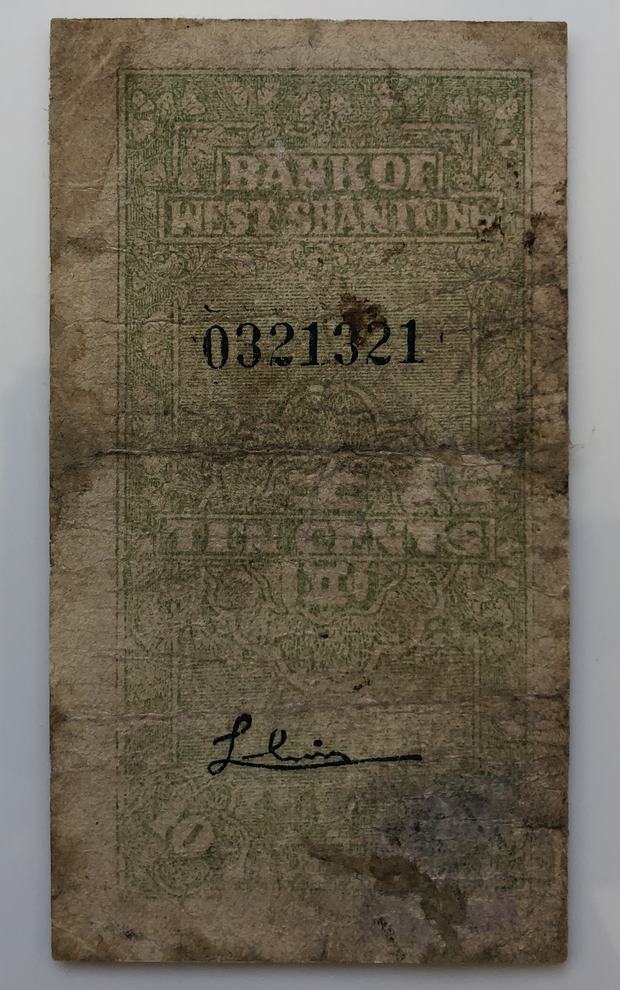 BANK OF
WEST SHANTUNG
0321321
TEN CENTS
10